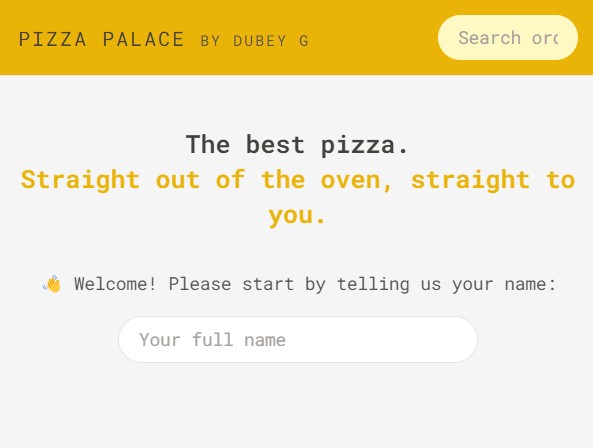 PIZZA PALACE BY DUBEY G
Search orc
The best pizza.
Straight out of the oven, straight to
you.
👋 Welcome! Please start by telling us your name:
Your full name